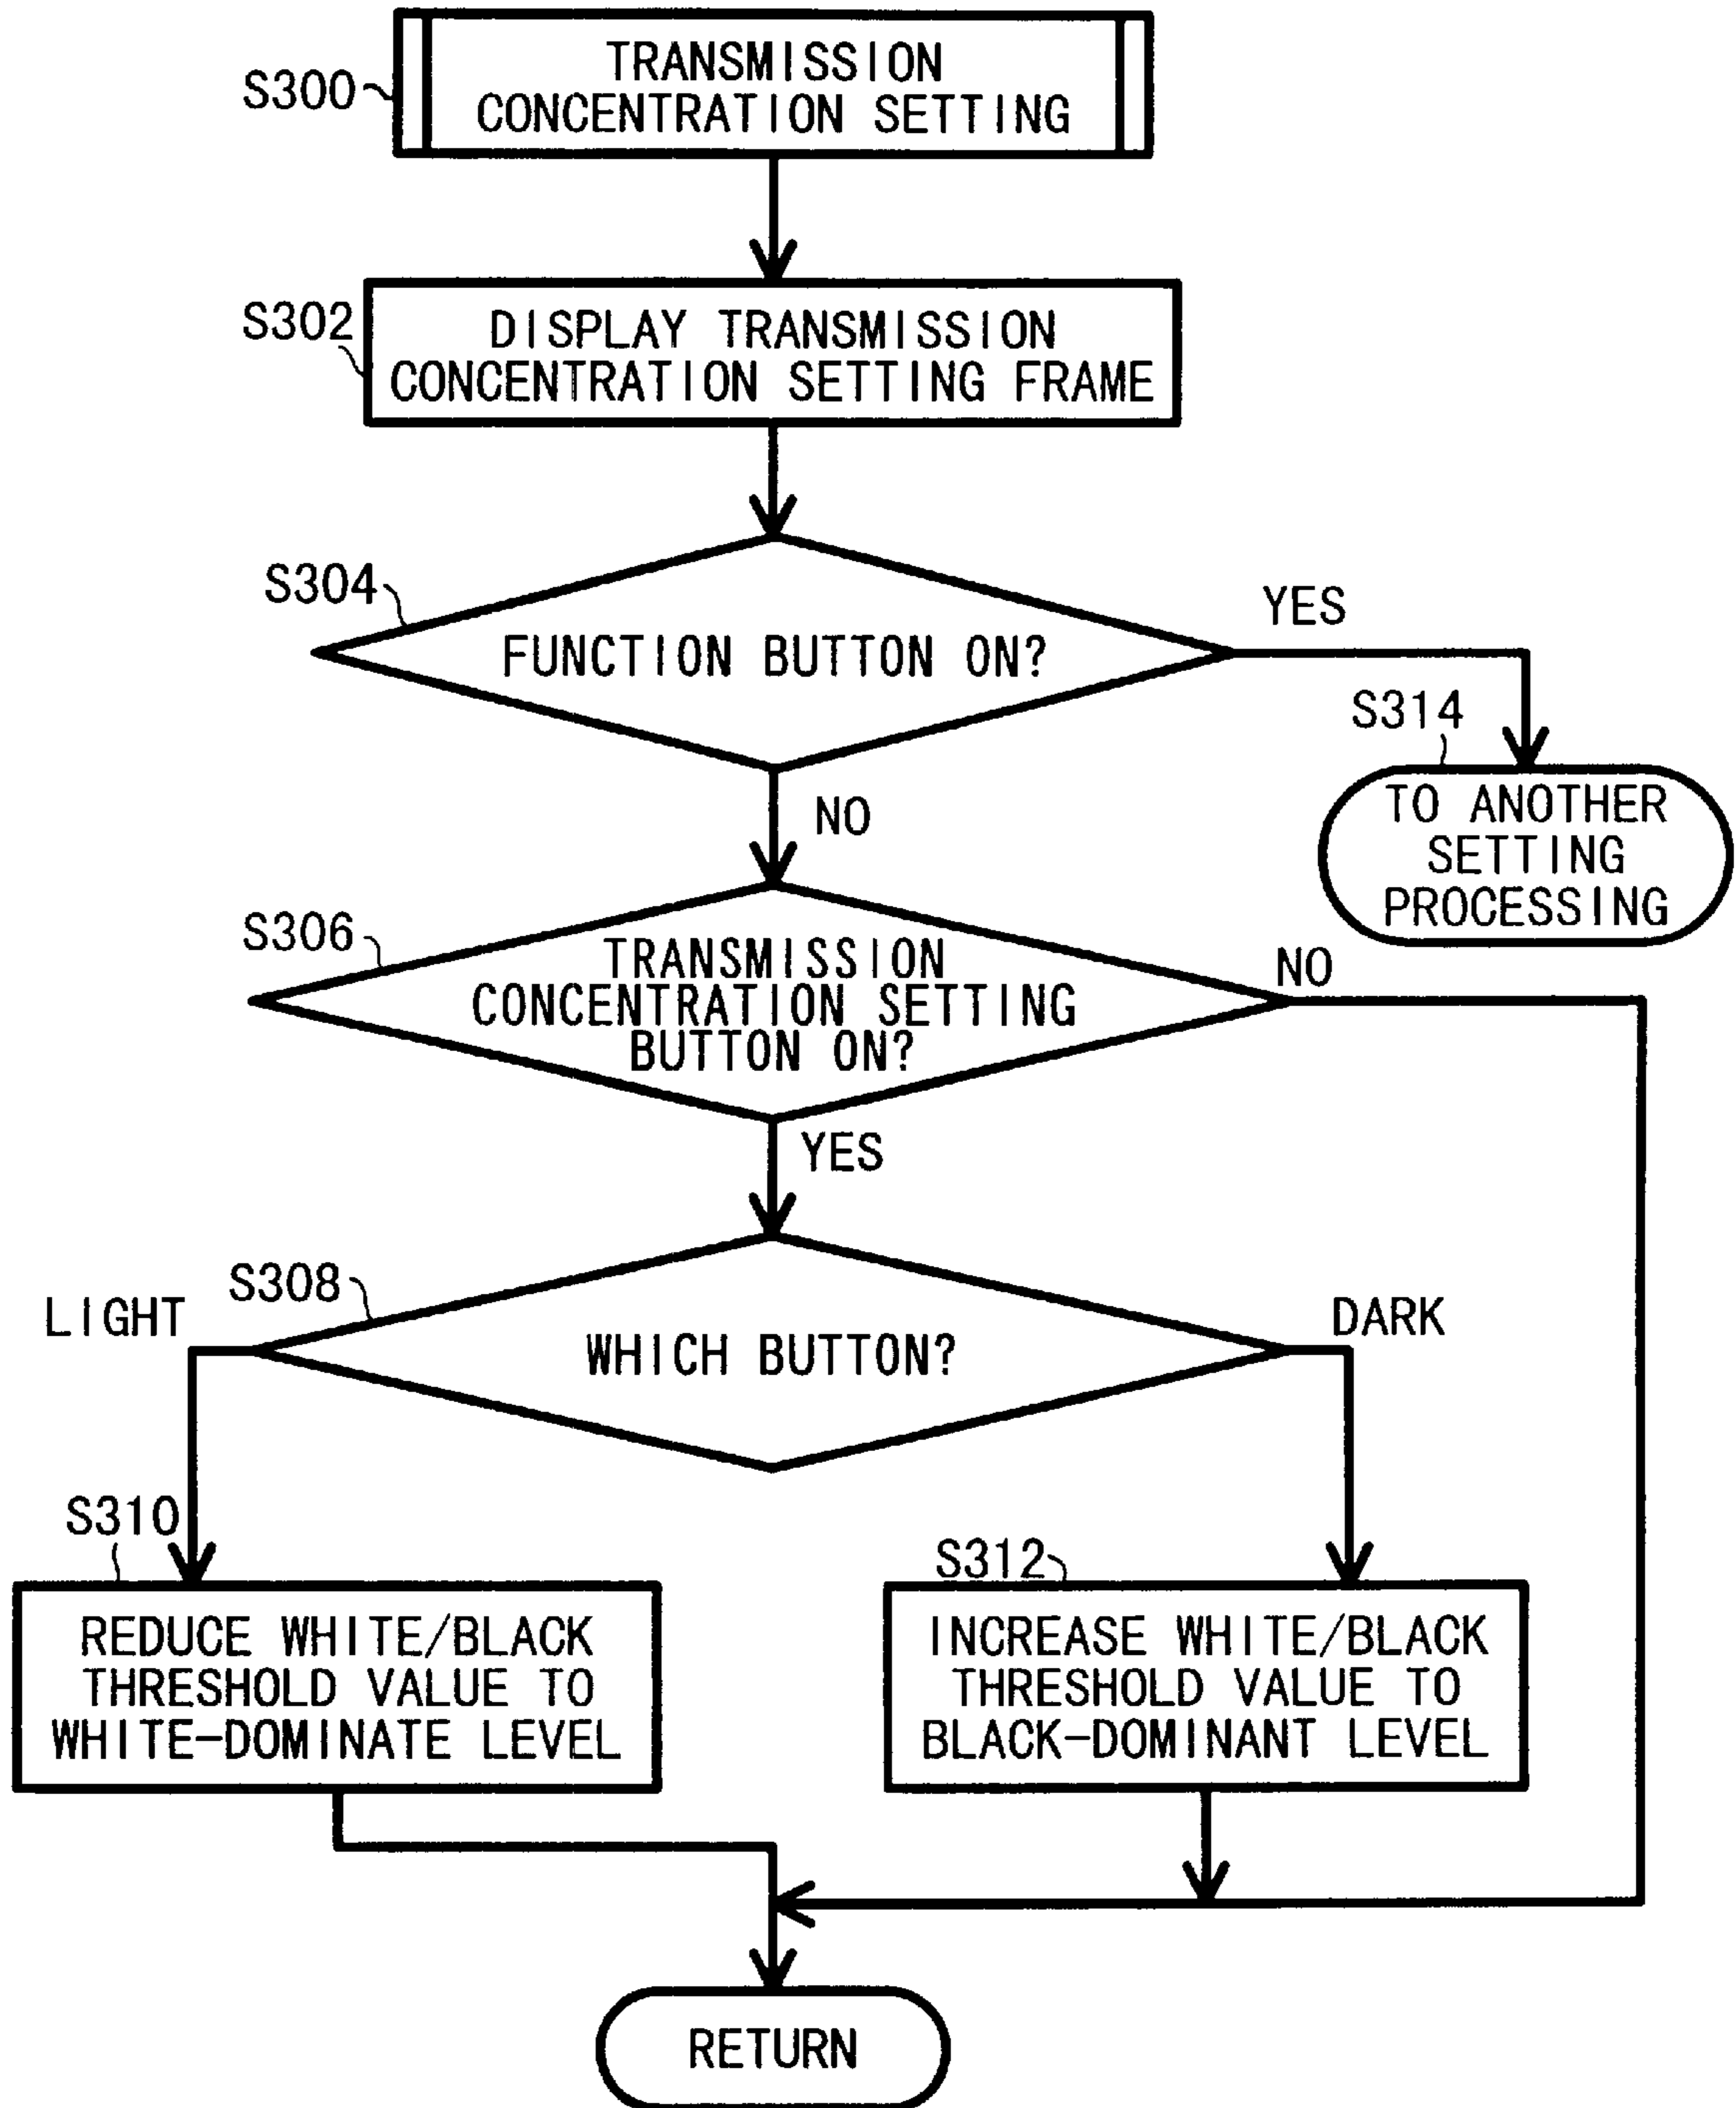 S300
TRANSMISSION
CONCENTRATION SETTING
S302
DISPLAY TRANSMISSION
CONCENTRATION SETTING FRAME
S304
FUNCTION BUTTON ON?
YES
S314
TO ANOTHER
SETTING
PROCESSING
NO
S306
TRANSMISSION
CONCENTRATION SETTING
BUTTON ON?
NO
YES
S308
LIGHT
WHICH BUTTON?
DARK
S310
REDUCE WHITE/BLACK
THRESHOLD VALUE TO
WHITE-DOMINATE LEVEL
S312
INCREASE WHITE/BLACK
THRESHOLD VALUE TO
BLACK-DOMINANT LEVEL
RETURN